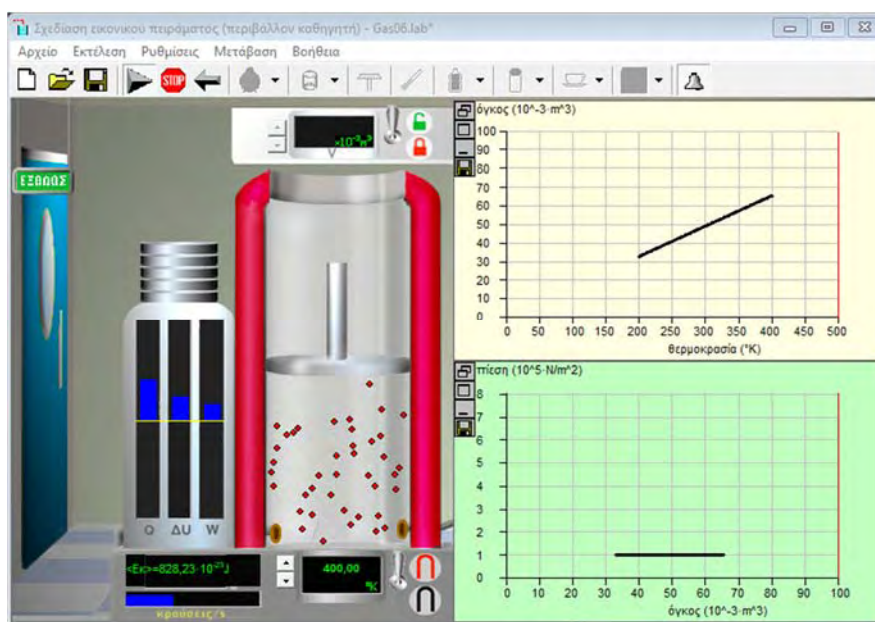 Σχεδίαση εικονικού πειράματος (περιβάλλον καθηγητή) - Gas06.lab*
Αρχείο Εκτέλεση Ρυθμίσεις Μετάβαση Βοήθεια
STOP
×10⁻³m³
ΕΞΟΔΟΣ
Q ΔU W
<Εκ>=828,23·10⁻²³J
κρούσεις/s
400,00
°K
όγκος (10^-3·m^3)
100
90
80
70
60
50
40
30
20
10
0
0 50 100 150 200 250 300 350 400 450 500
θερμοκρασία (°K)
πίεση (10^5·N/m^2)
8
7
6
5
4
3
2
1
0
0 10 20 30 40 50 60 70 80 90 100
όγκος (10^-3·m^3)